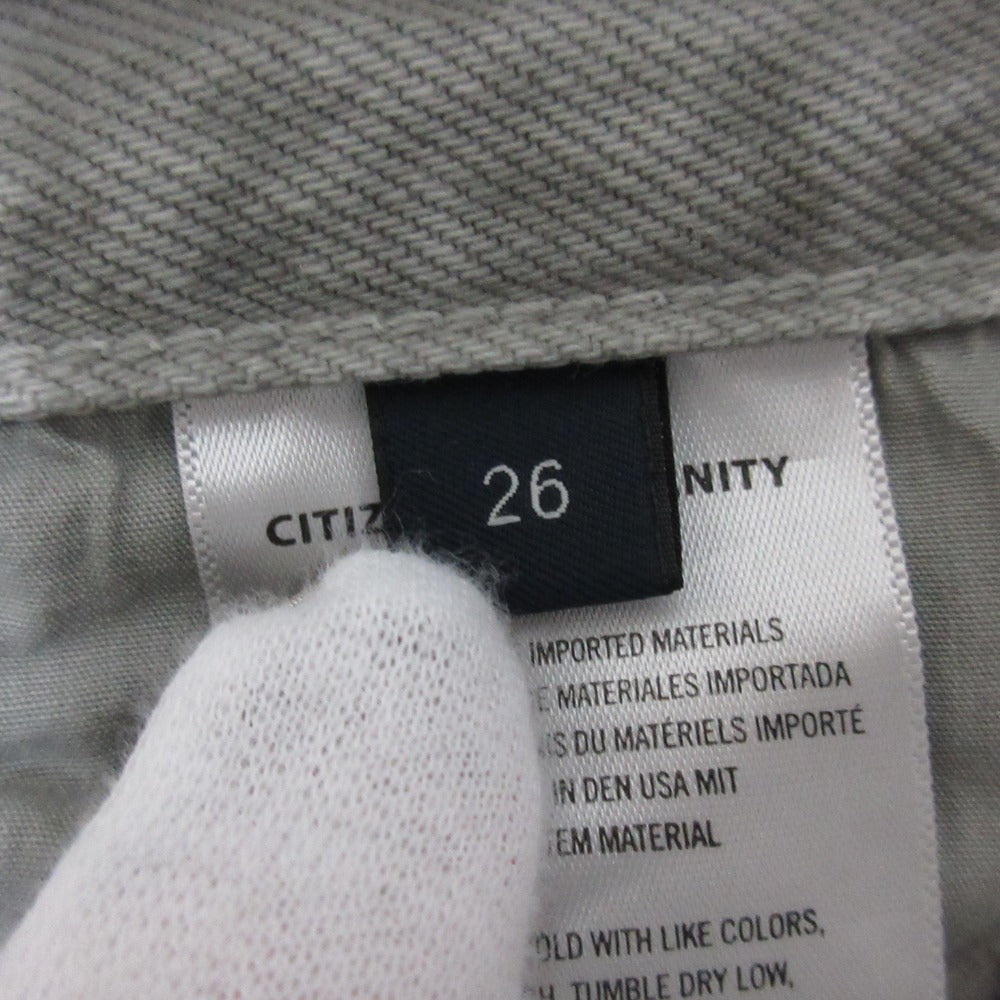 26
CITIZ NITY
IMPORTED MATERIALS
E MATERIALES IMPORTADA
IS DU MATÉRIELS IMPORTÉ
IN DEN USA MIT
TEM MATERIAL
OLD WITH LIKE COLORS,
TUMBLE DRY LOW,